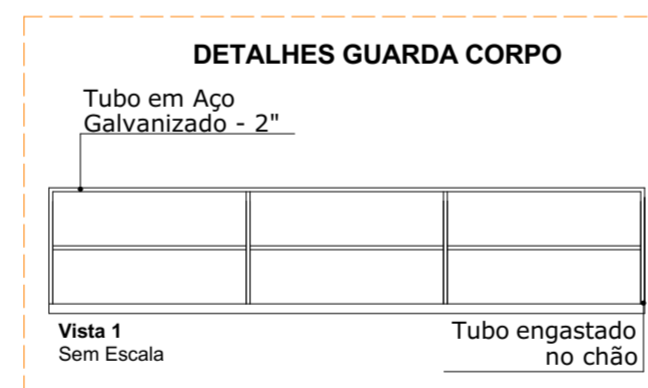 DETALHES GUARDA CORPO
Tubo em Aço
Galvanizado - 2"
Vista 1
Sem Escala
Tubo engastado
no chão